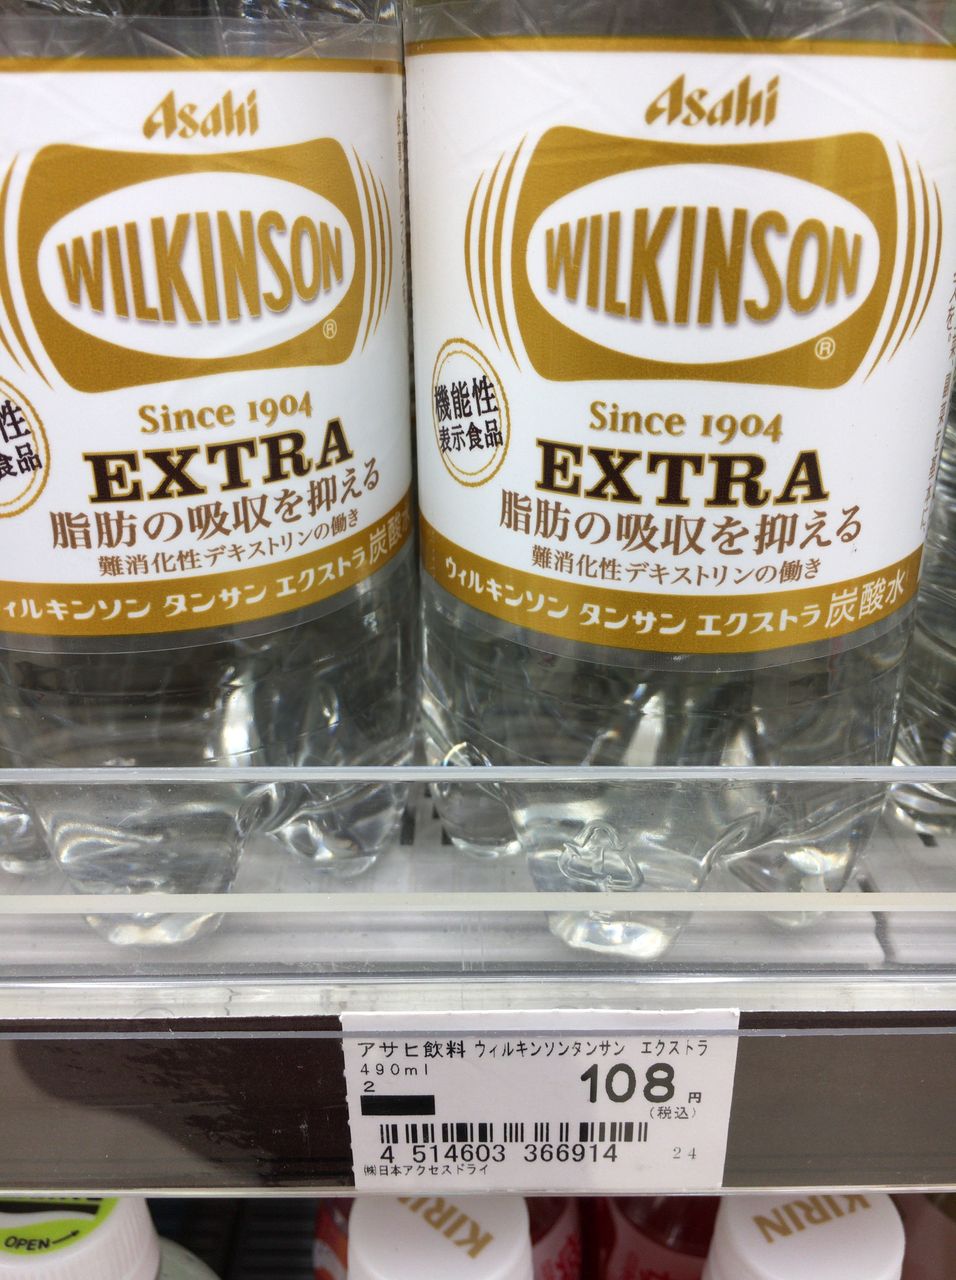 Asahi
WILKINSON
®
Since 1904
EXTRA
性
食品
脂肪の吸収を抑える
難消化性デキストリンの働き
ィルキンソン タンサン エクストラ炭酸水
Asahi
WILKINSON
®
機能性
表示食品
Since 1904
EXTRA
脂肪の吸収を抑える
難消化性デキストリンの働き
ウィルキンソン タンサン エクストラ炭酸水
アサヒ飲料 ウィルキンソンタンサン エクストラ
490ml
2
108円
(税込)
4 514603 366914
24
㈱日本アクセスドライ
OPEN
KIRIN
KIRIN